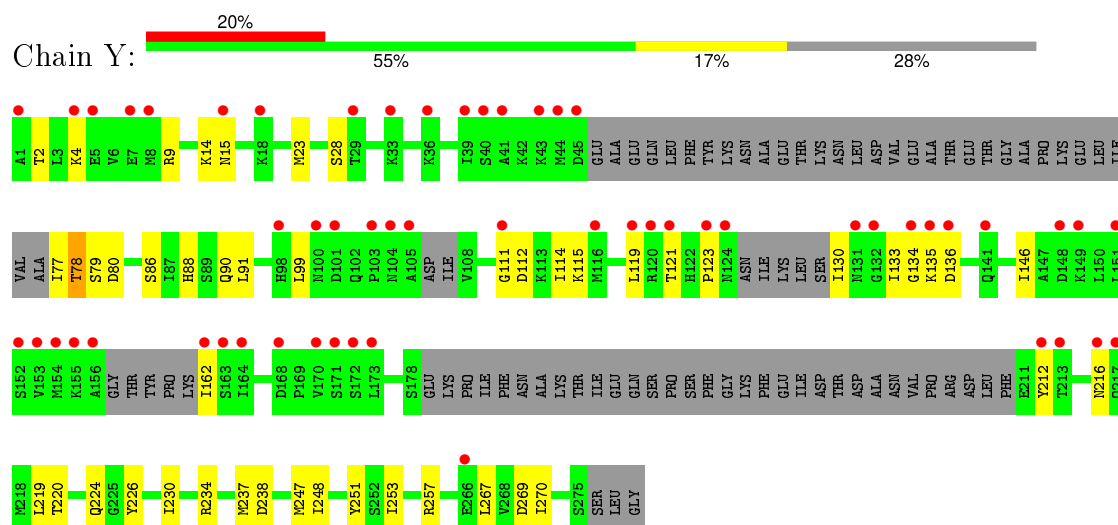 20%
Chain Y:
55% 17% 28%
A1 T2 L3 K4 E5 V6 E7 M8 R9 K14 N15 K18 M23 S28 T29 K33 K36 I39 S40 A41 K42 K43 M44 D45 GLU ALA GLU GLN LEU PHE TYR LYS ASN ALA GLU THR LYS ASN LEU ASP VAL GLU ALA THR GLU THR GLY ALA PRO LYS GLU LEU ILE
VAL ALA I77 T78 S79 D80 S86 I87 H88 S89 Q90 L91 H98 L99 N100 D101 Q102 P103 N104 A105 ASP ILE V108 G111 D112 K113 I114 K115 M116 L119 R120 T121 H122 P123 N124 ASN ILE LYS LEU SER I130 N131 G132 I133 G134 K135 D136 Q141 I146 A147 D148 K149 L150 L151
S152 V153 M154 K155 A156 GLY THR TYR PRO LYS I162 S163 I164 D168 P169 V170 S171 S172 L173 S178 GLU LYS PRO ILE PHE ASN ALA LYS THR ILE GLU GLN SER PRO SER PHE GLY LYS PHE GLU ILE ASP THR ASP ALA ASN VAL PRO ARG ASP LEU PHE E211 Y212 T213 N216 Q217
M218 L219 T220 Q224 G225 Y226 I230 R234 M237 D238 M247 I248 Y251 S252 I253 R257 E266 L267 V268 D269 I270 S275 SER LEU GLY